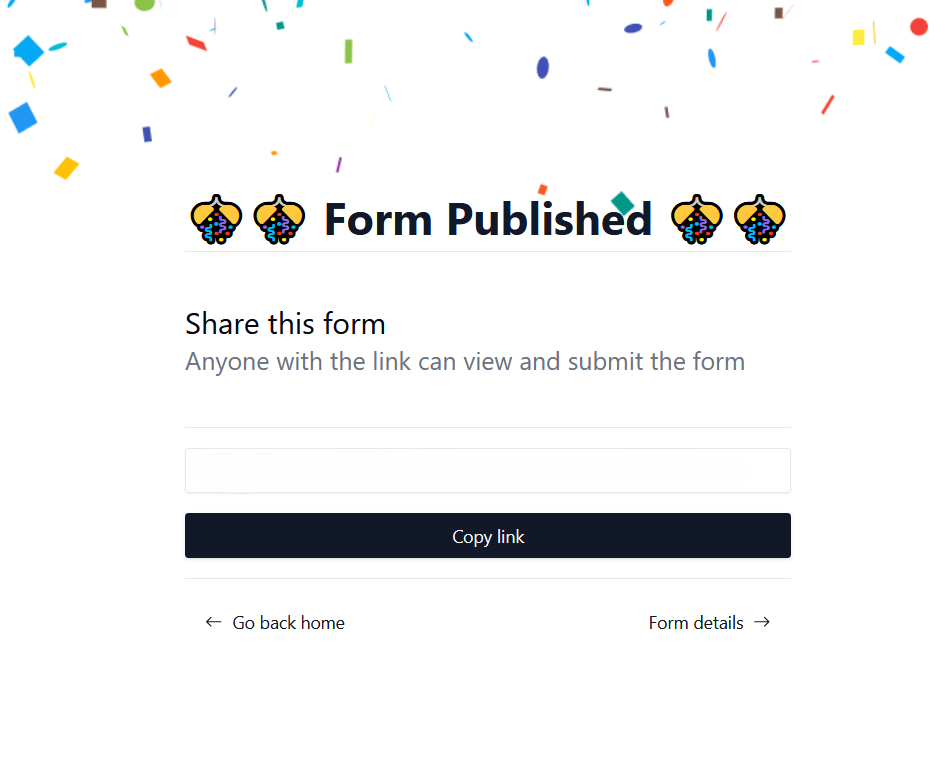 Form Published
Share this form
Anyone with the link can view and submit the form
Copy link
← Go back home
Form details →